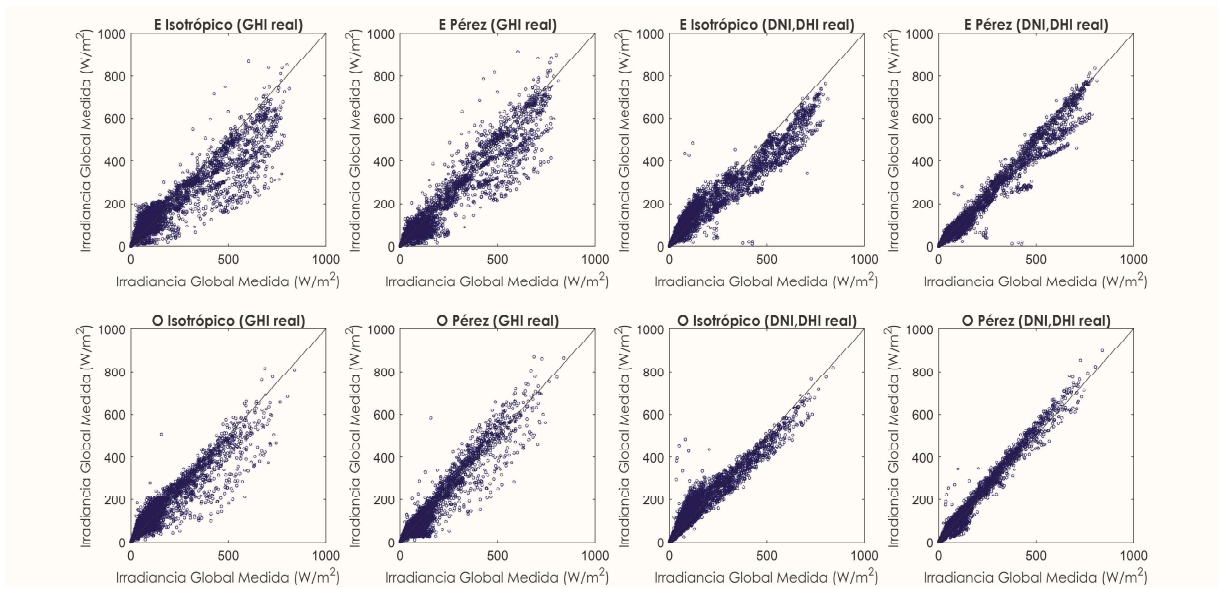 E Isotrópico (GHI real)
E Pérez (GHI real)
E Isotrópico (DNI,DHI real)
E Pérez (DNI,DHI real)
Irradiancia Global Medida (W/m²)
1000
800
600
400
200
0
0 500 1000
Irradiancia Global Medida (W/m²)
Irradiancia Global Medida (W/m²)
1000
800
600
400
200
0
0 500 1000
Irradiancia Global Medida (W/m²)
Irradiancia Global Medida (W/m²)
1000
800
600
400
200
0
0 500 1000
Irradiancia Global Medida (W/m²)
Irradiancia Global Medida (W/m²)
1000
800
600
400
200
0
0 500 1000
Irradiancia Global Medida (W/m²)
O Isotrópico (GHI real)
O Pérez (GHI real)
O Isotrópico (DNI,DHI real)
O Pérez (DNI,DHI real)
Irradiancia Global Medida (W/m²)
1000
800
600
400
200
0
0 500 1000
Irradiancia Global Medida (W/m²)
Irradiancia Global Medida (W/m²)
1000
800
600
400
200
0
0 500 1000
Irradiancia Global Medida (W/m²)
Irradiancia Global Medida (W/m²)
1000
800
600
400
200
0
0 500 1000
Irradiancia Global Medida (W/m²)
Irradiancia Global Medida (W/m²)
1000
800
600
400
200
0
0 500 1000
Irradiancia Global Medida (W/m²)